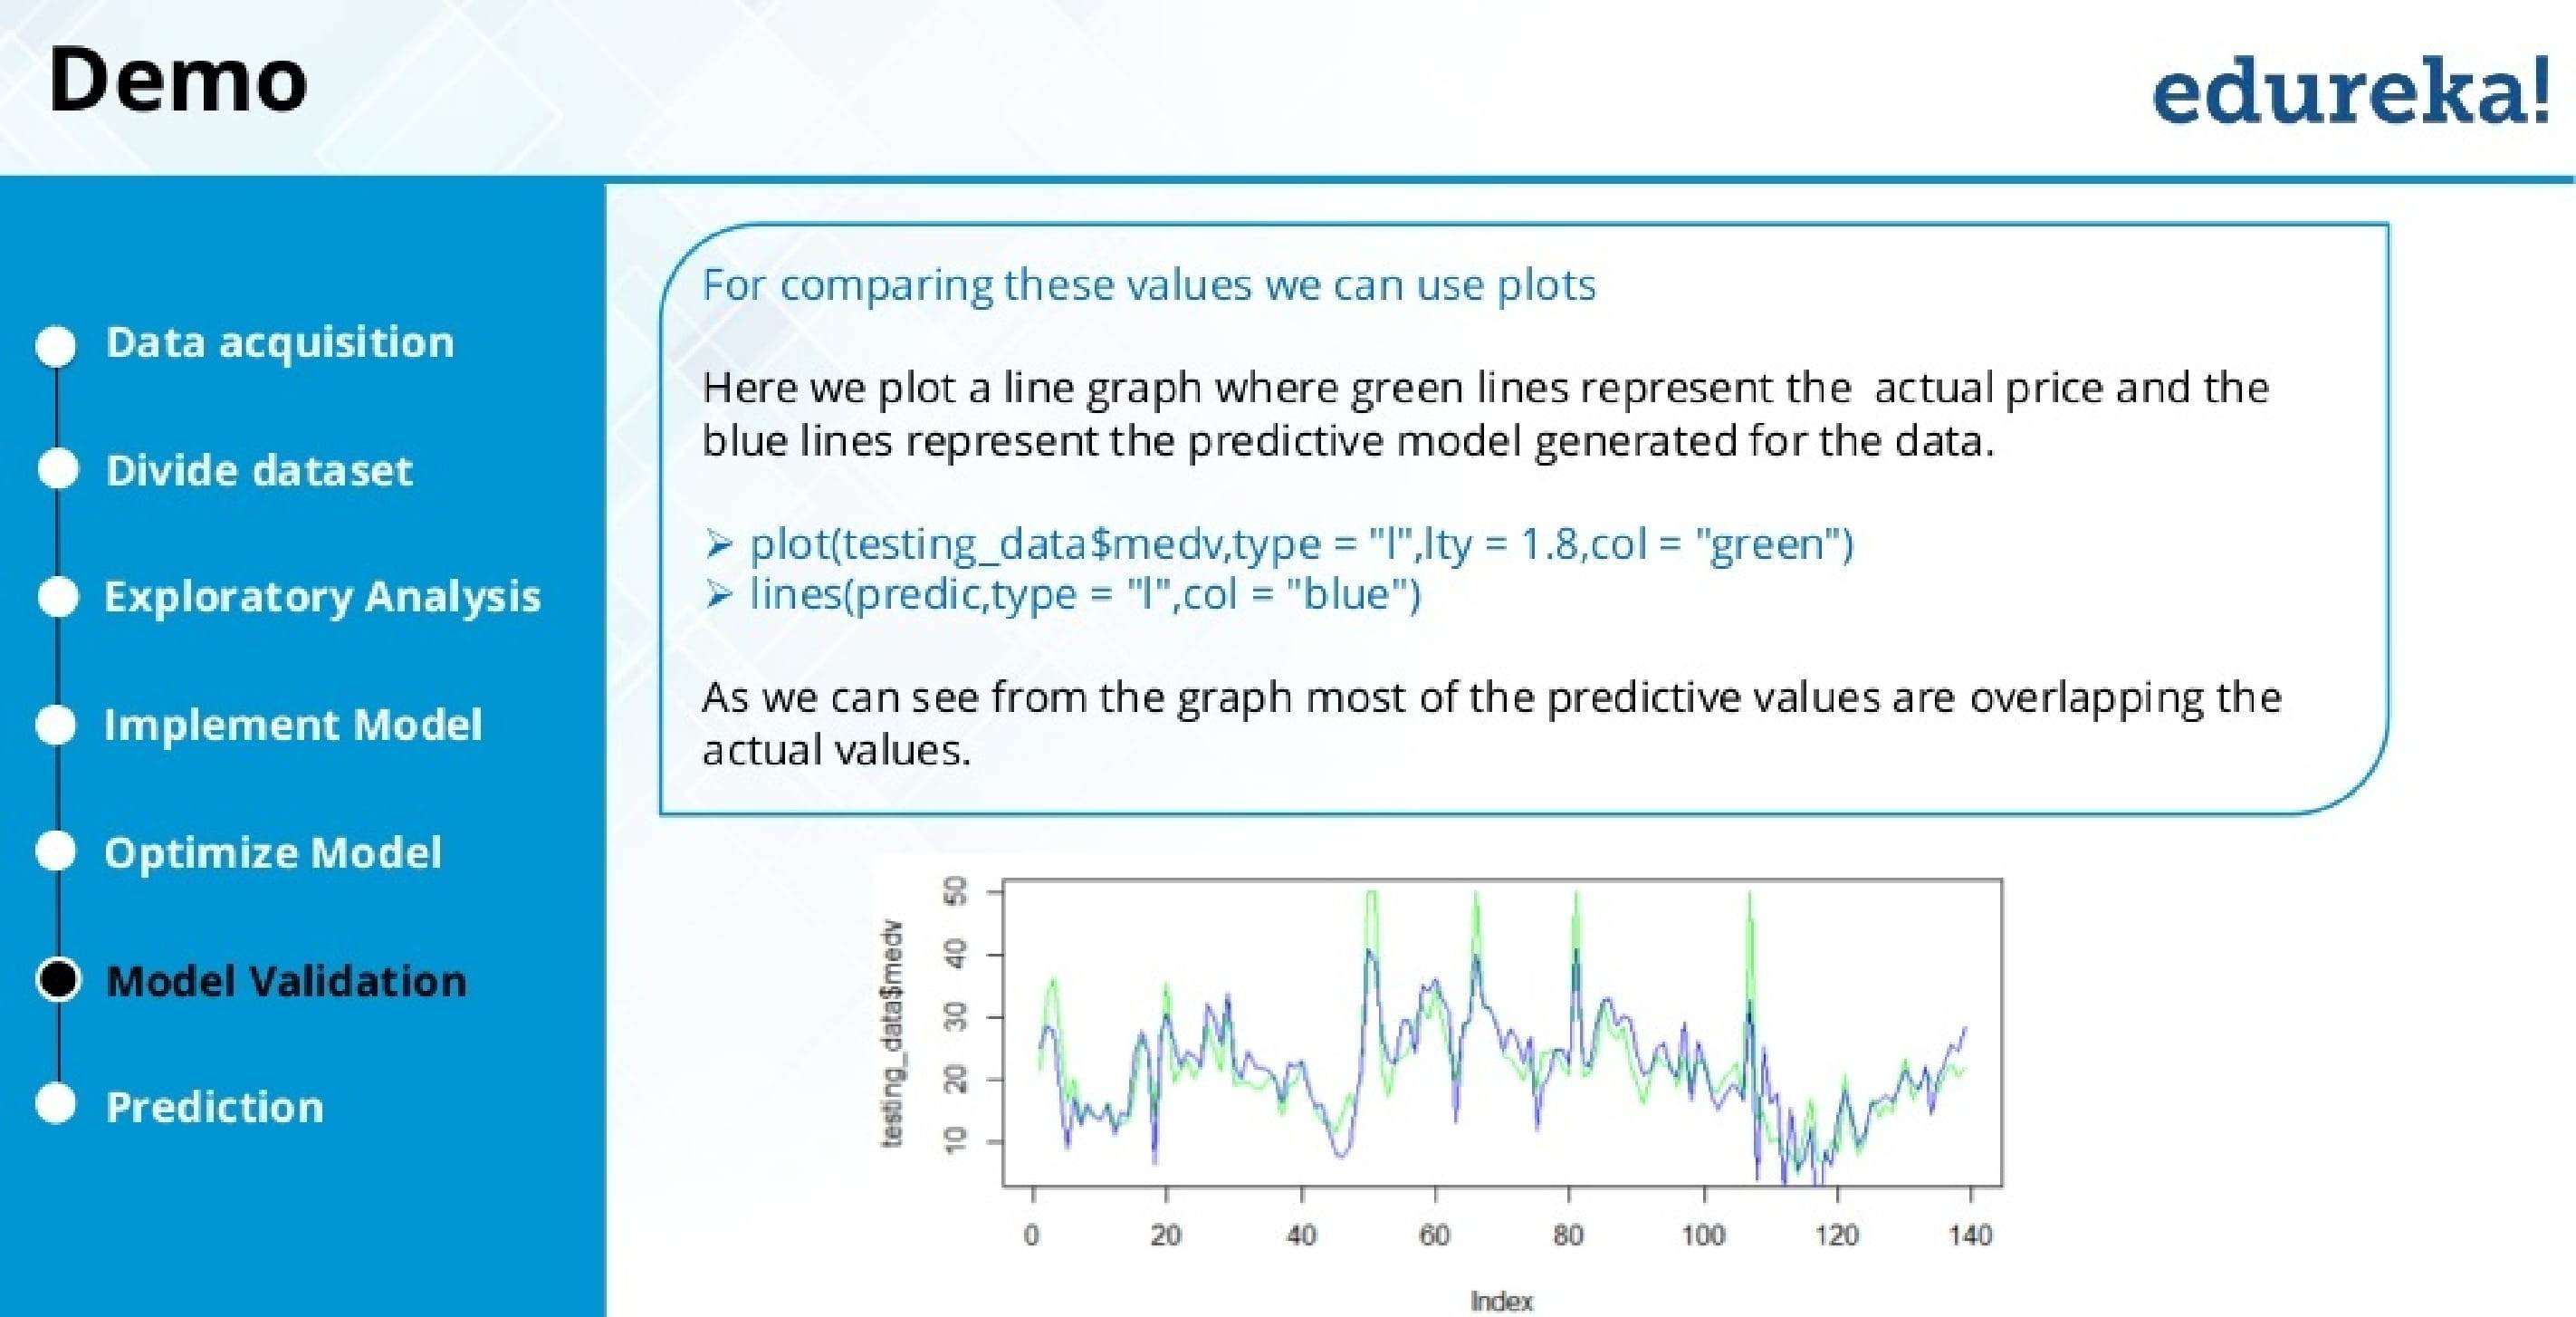 Demo
edureka!
Data acquisition
Divide dataset
Exploratory Analysis
Implement Model
Optimize Model
Model Validation
Prediction
For comparing these values we can use plots
Here we plot a line graph where green lines represent the actual price and the
blue lines represent the predictive model generated for the data.
➢ plot(testing_data$medv,type = "l",lty = 1.8,col = "green")
➢ lines(predic,type = "l",col = "blue")
As we can see from the graph most of the predictive values are overlapping the
actual values.
testing_data$medv
50
40
30
20
10
0 20 40 60 80 100 120 140
Index